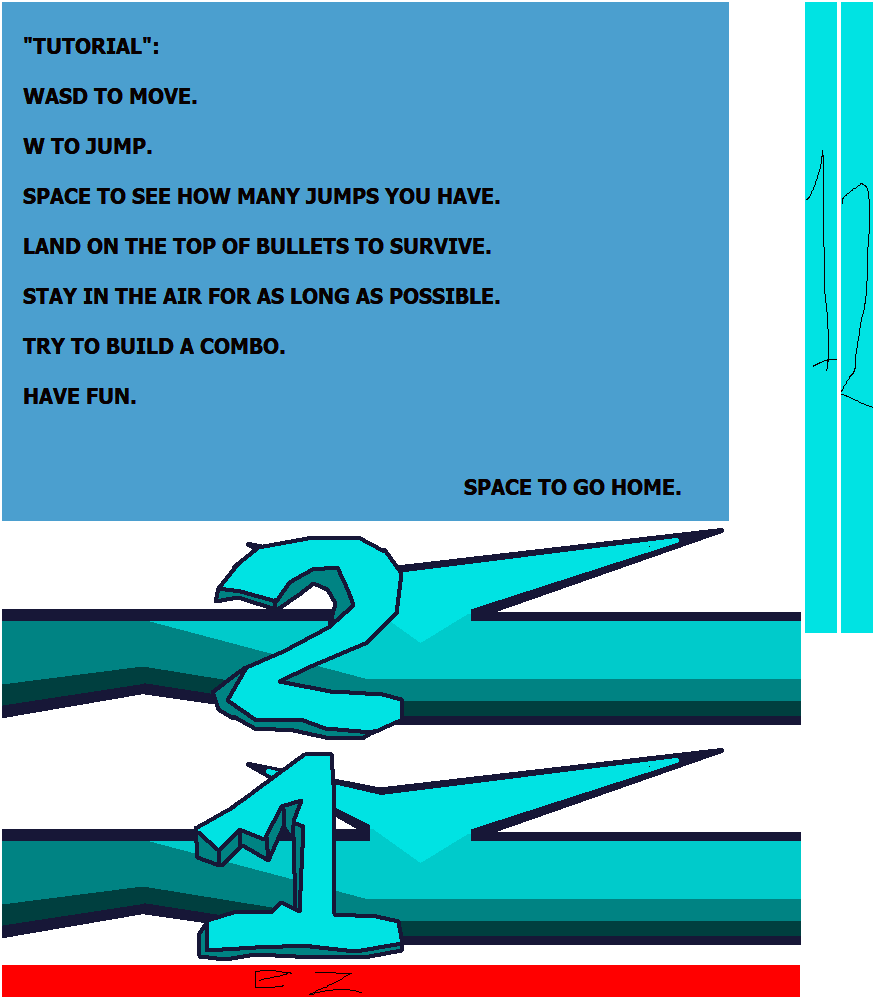 "TUTORIAL":
WASD TO MOVE.
W TO JUMP.
SPACE TO SEE HOW MANY JUMPS YOU HAVE.
LAND ON THE TOP OF BULLETS TO SURVIVE.
STAY IN THE AIR FOR AS LONG AS POSSIBLE.
TRY TO BUILD A COMBO.
HAVE FUN.
SPACE TO GO HOME.
1 2
2
1